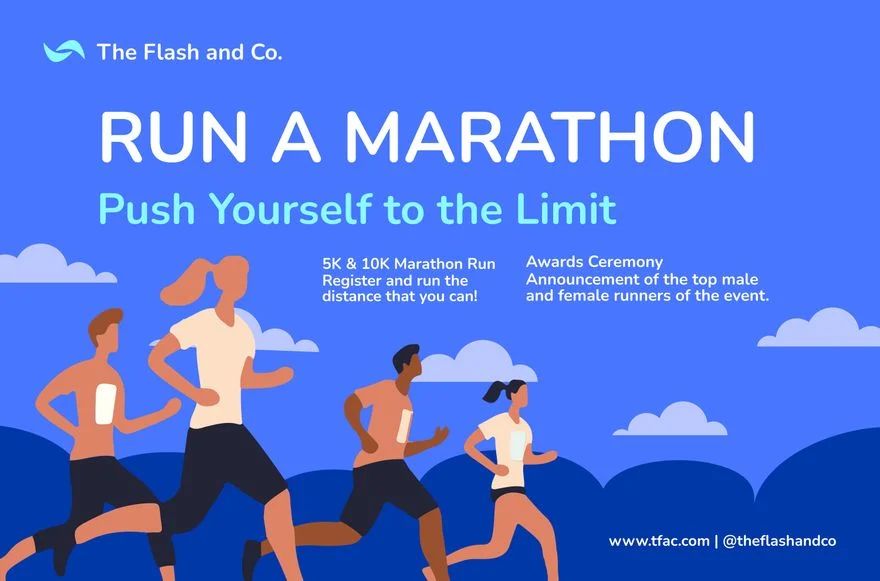 The Flash and Co.
RUN A MARATHON
Push Yourself to the Limit
5K & 10K Marathon Run
Register and run the
distance that you can!
Awards Ceremony
Announcement of the top male
and female runners of the event.
www.tfac.com | @theflashandco